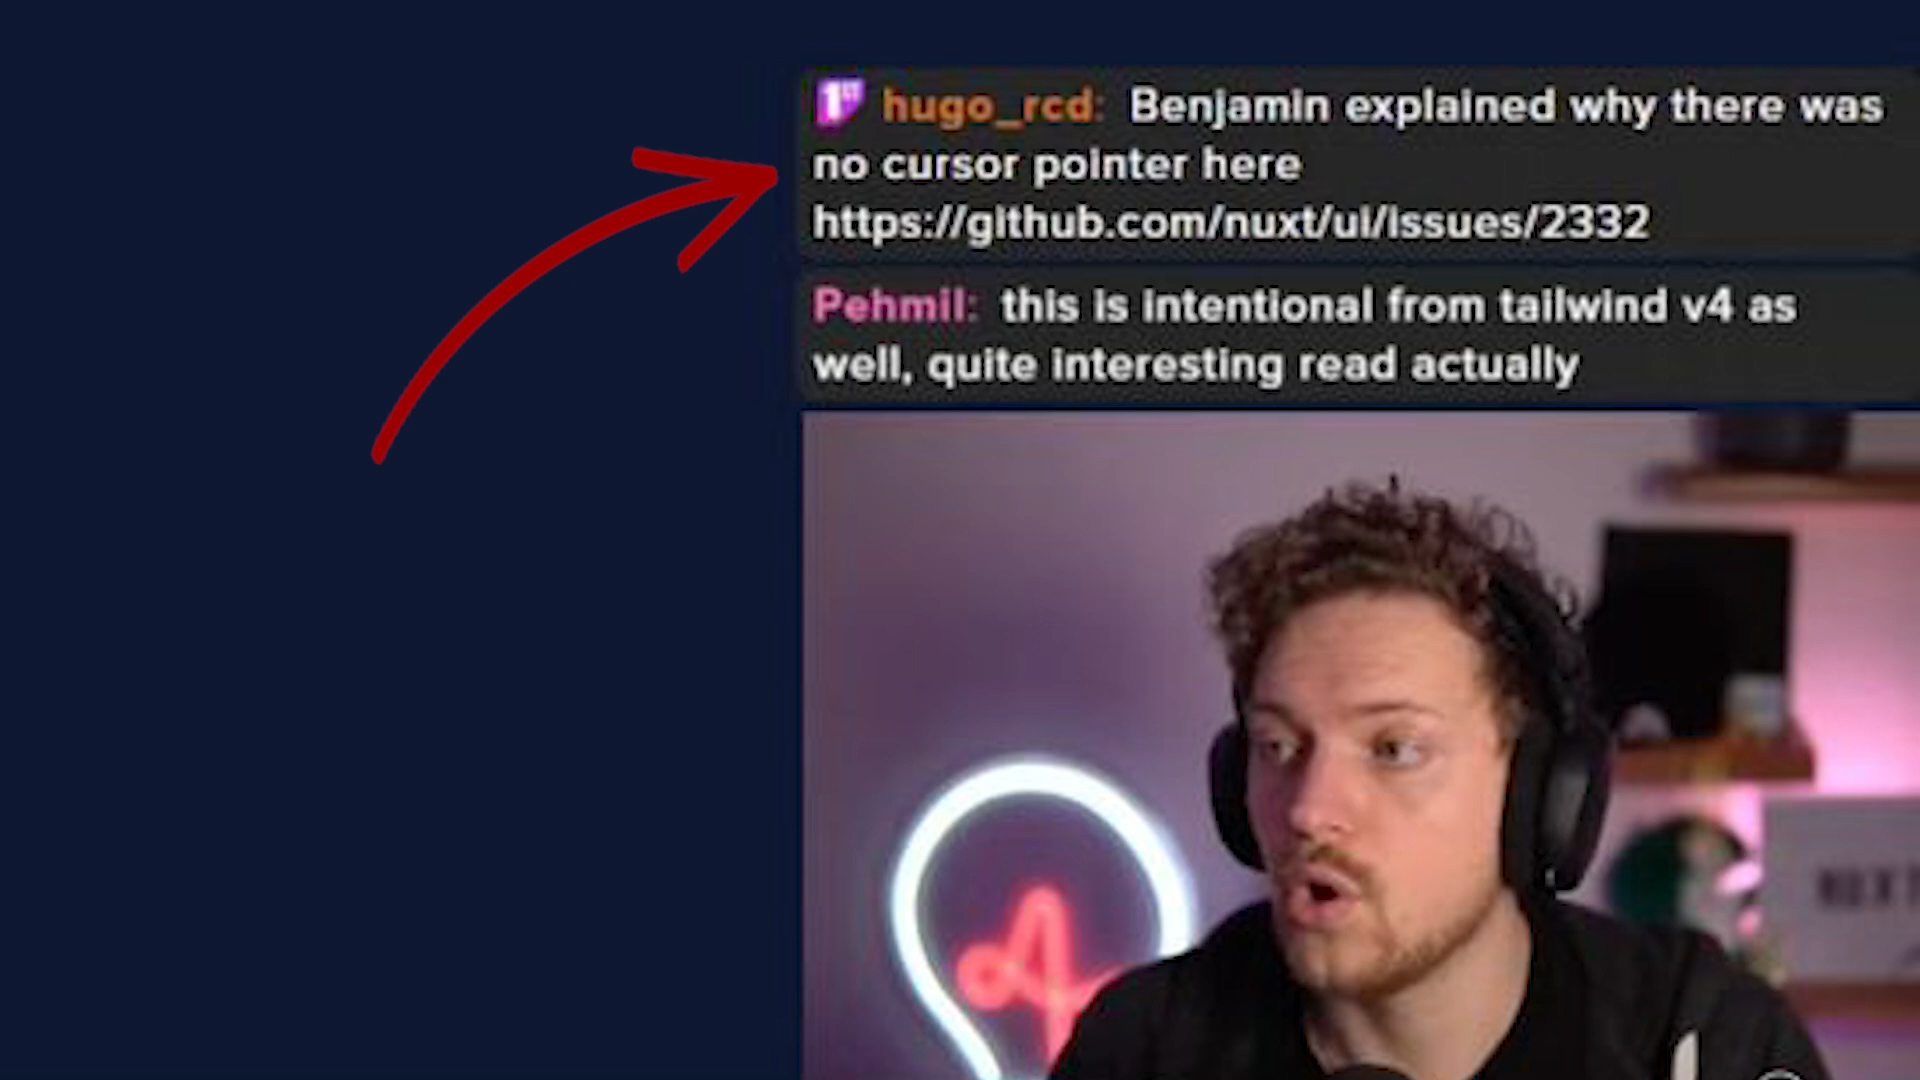 1ST hugo_rcd: Benjamin explained why there was
no cursor pointer here
https://github.com/nuxt/ui/issues/2332
Pehmil: this is intentional from tailwind v4 as
well, quite interesting read actually